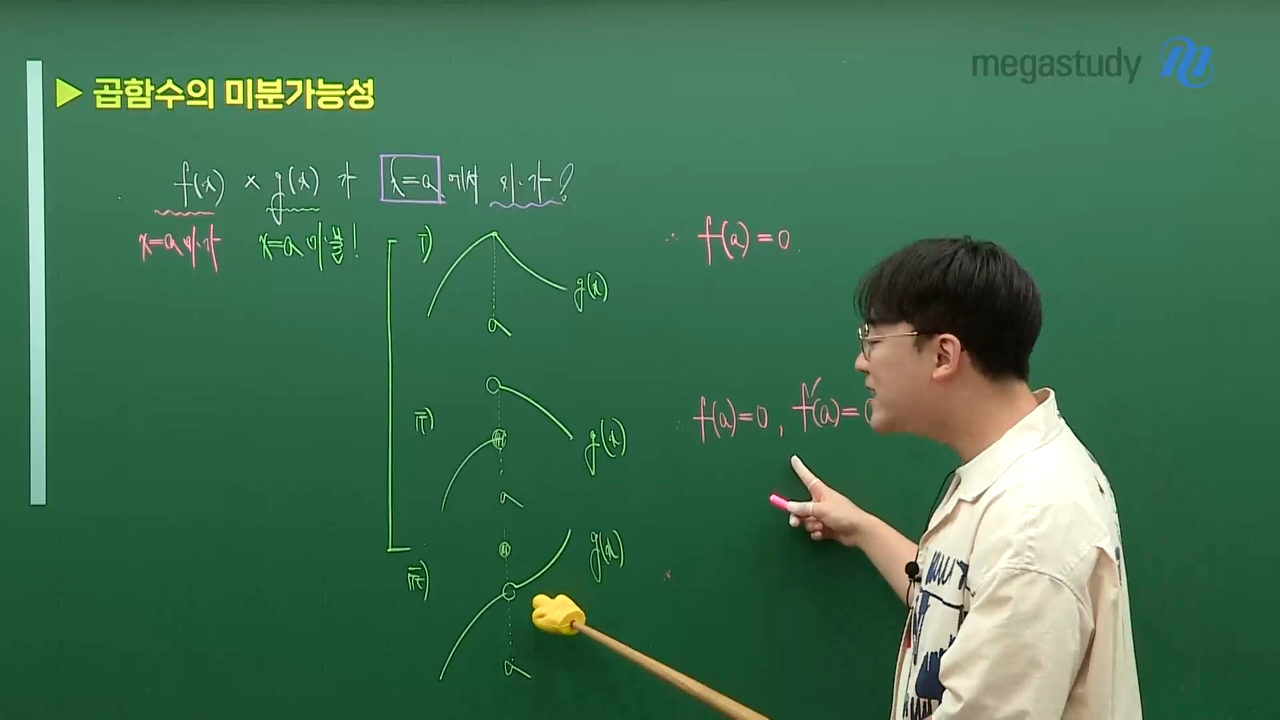 megastudy
▶ 곱함수의 미분가능성
f(x) × g(x) 가 x=a 에서 미.가?
x=a 미.가 x=a 미.불!
ⅰ)
g(x)
a
∴ f(a)=0
ⅱ)
g(x)
a
∴ f(a)=0, f'(a)=0
ⅲ)
g(x)
a